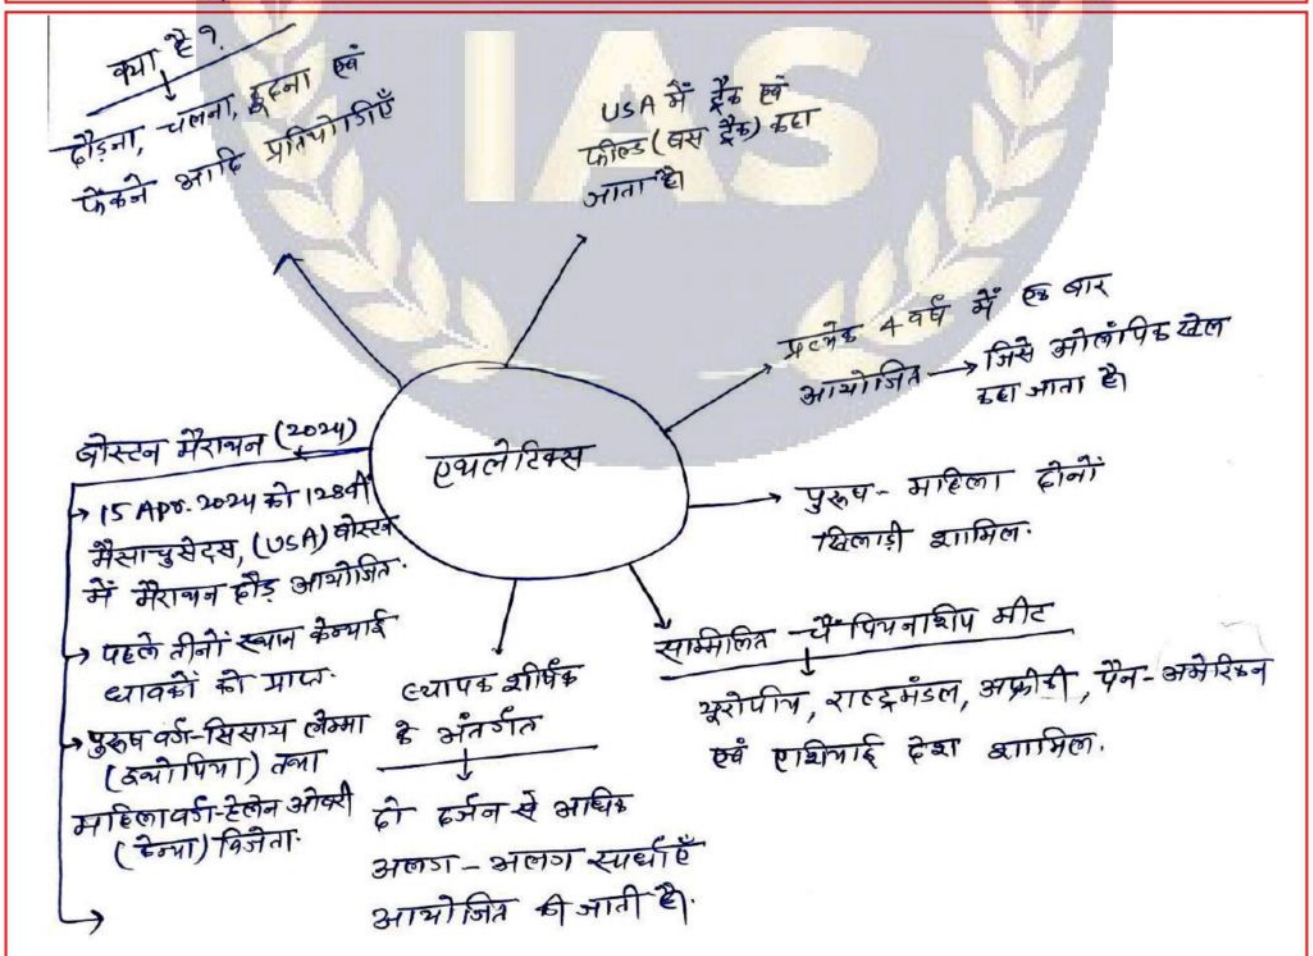 IAS
क्या है?
दौड़ना, चलना, कूदना एवं
फेंकने आदि प्रतियोगिएँ
USA में ट्रैक एवं
फील्ड (बस ट्रैक) कहा
जाता है।
प्रत्येक 4 वर्ष में एक बार
आयोजित → जिसे ओलंपिक खेल
कहा जाता है।
एथलेटिक्स
पुरूष - महिला दोनों
खिलाड़ी शामिल.
सम्मिलित - चैंपियनशिप मीट
यूरोपीय, राष्ट्रमंडल, अफ्रीकी, पैन-अमेरिकन
एवं एशियाई देश शामिल.
व्यापक शीर्षक
के अंतर्गत
दो दर्जन से अधिक
अलग - अलग स्पर्धाएँ
आयोजित की जाती है।
बोस्टन मैराथन (2024)
→ 15 Apr. 2024 को 128वीं
मैसाचुसेट्स, (USA) बोस्टन
में मैराथन दौड़ आयोजित.
→ पहले तीनों स्थान केन्याई
धावकों को प्राप्त.
→ पुरूष वर्ग-सिसाय लेम्मा
(इथोपिया) तथा
महिला वर्ग-हेलेन ओबरी
(केन्या) विजेता.